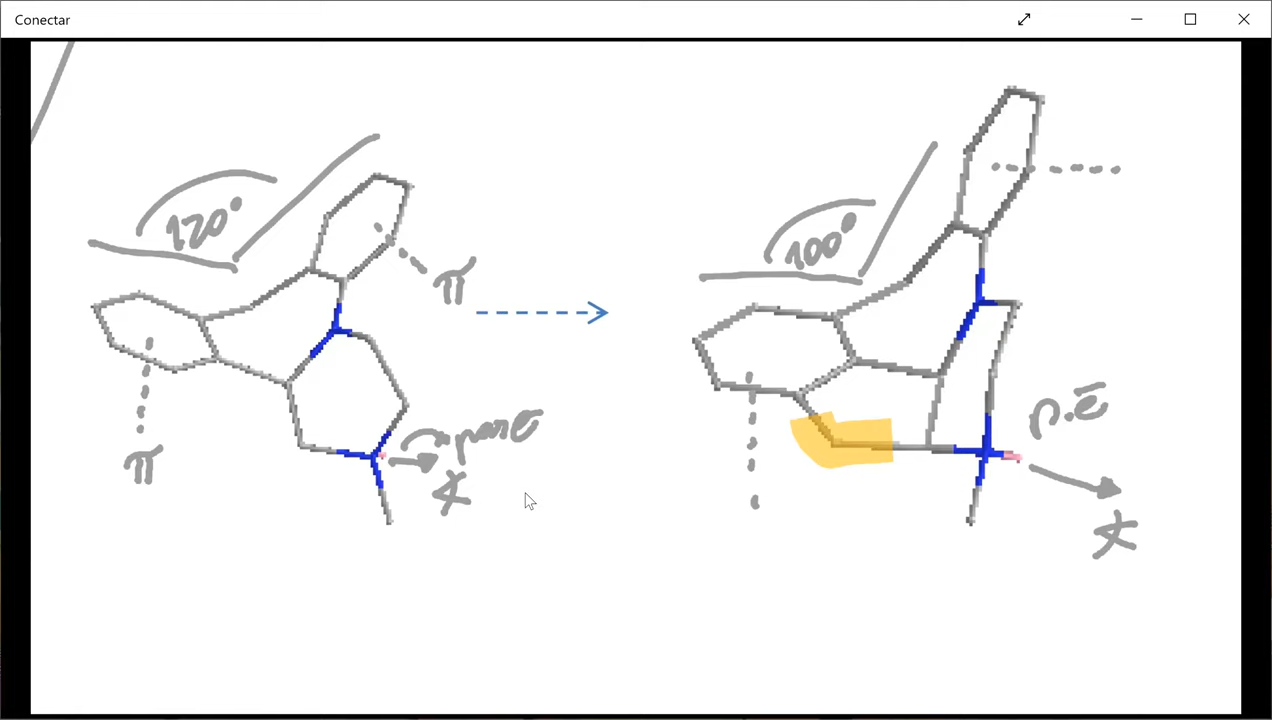 Conectar
120°
π
par ē
π
100°
p.ē